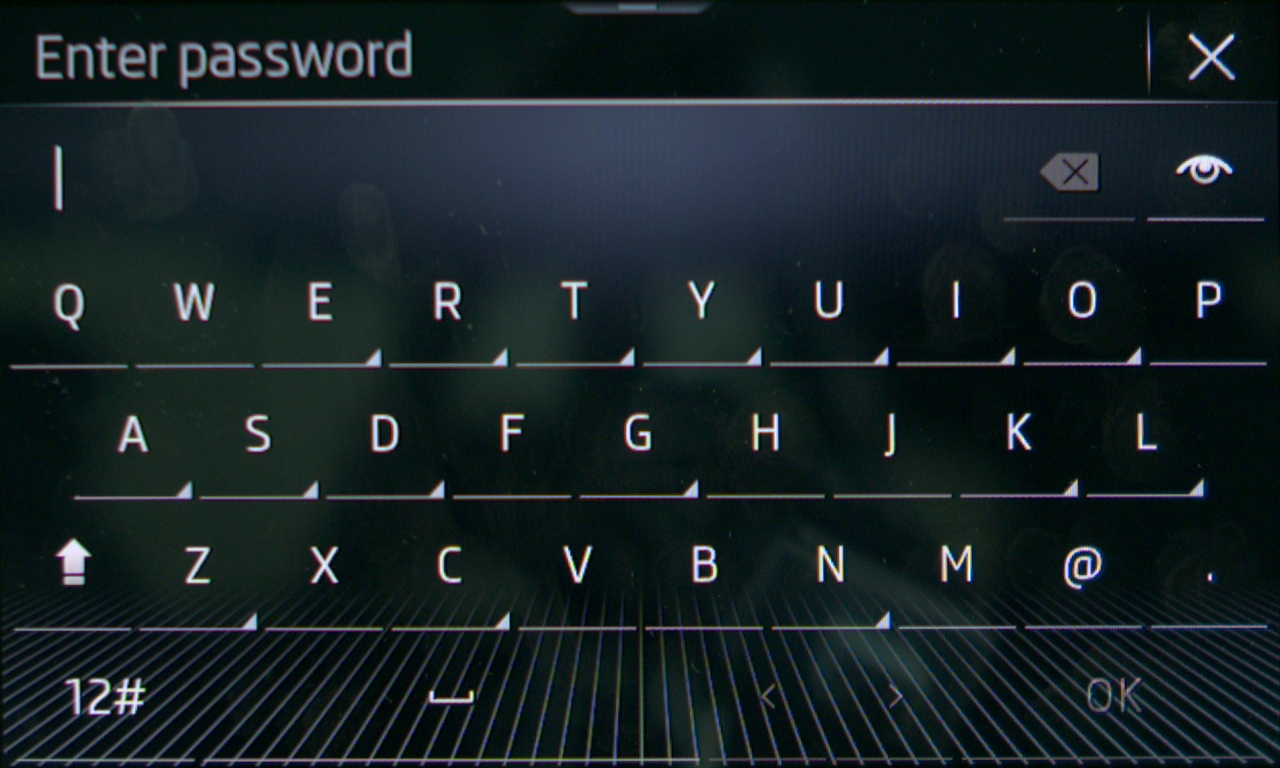 Enter password
Q W E R T Y U I O P
A S D F G H J K L
Z X C V B N M @ .
12# < > OK